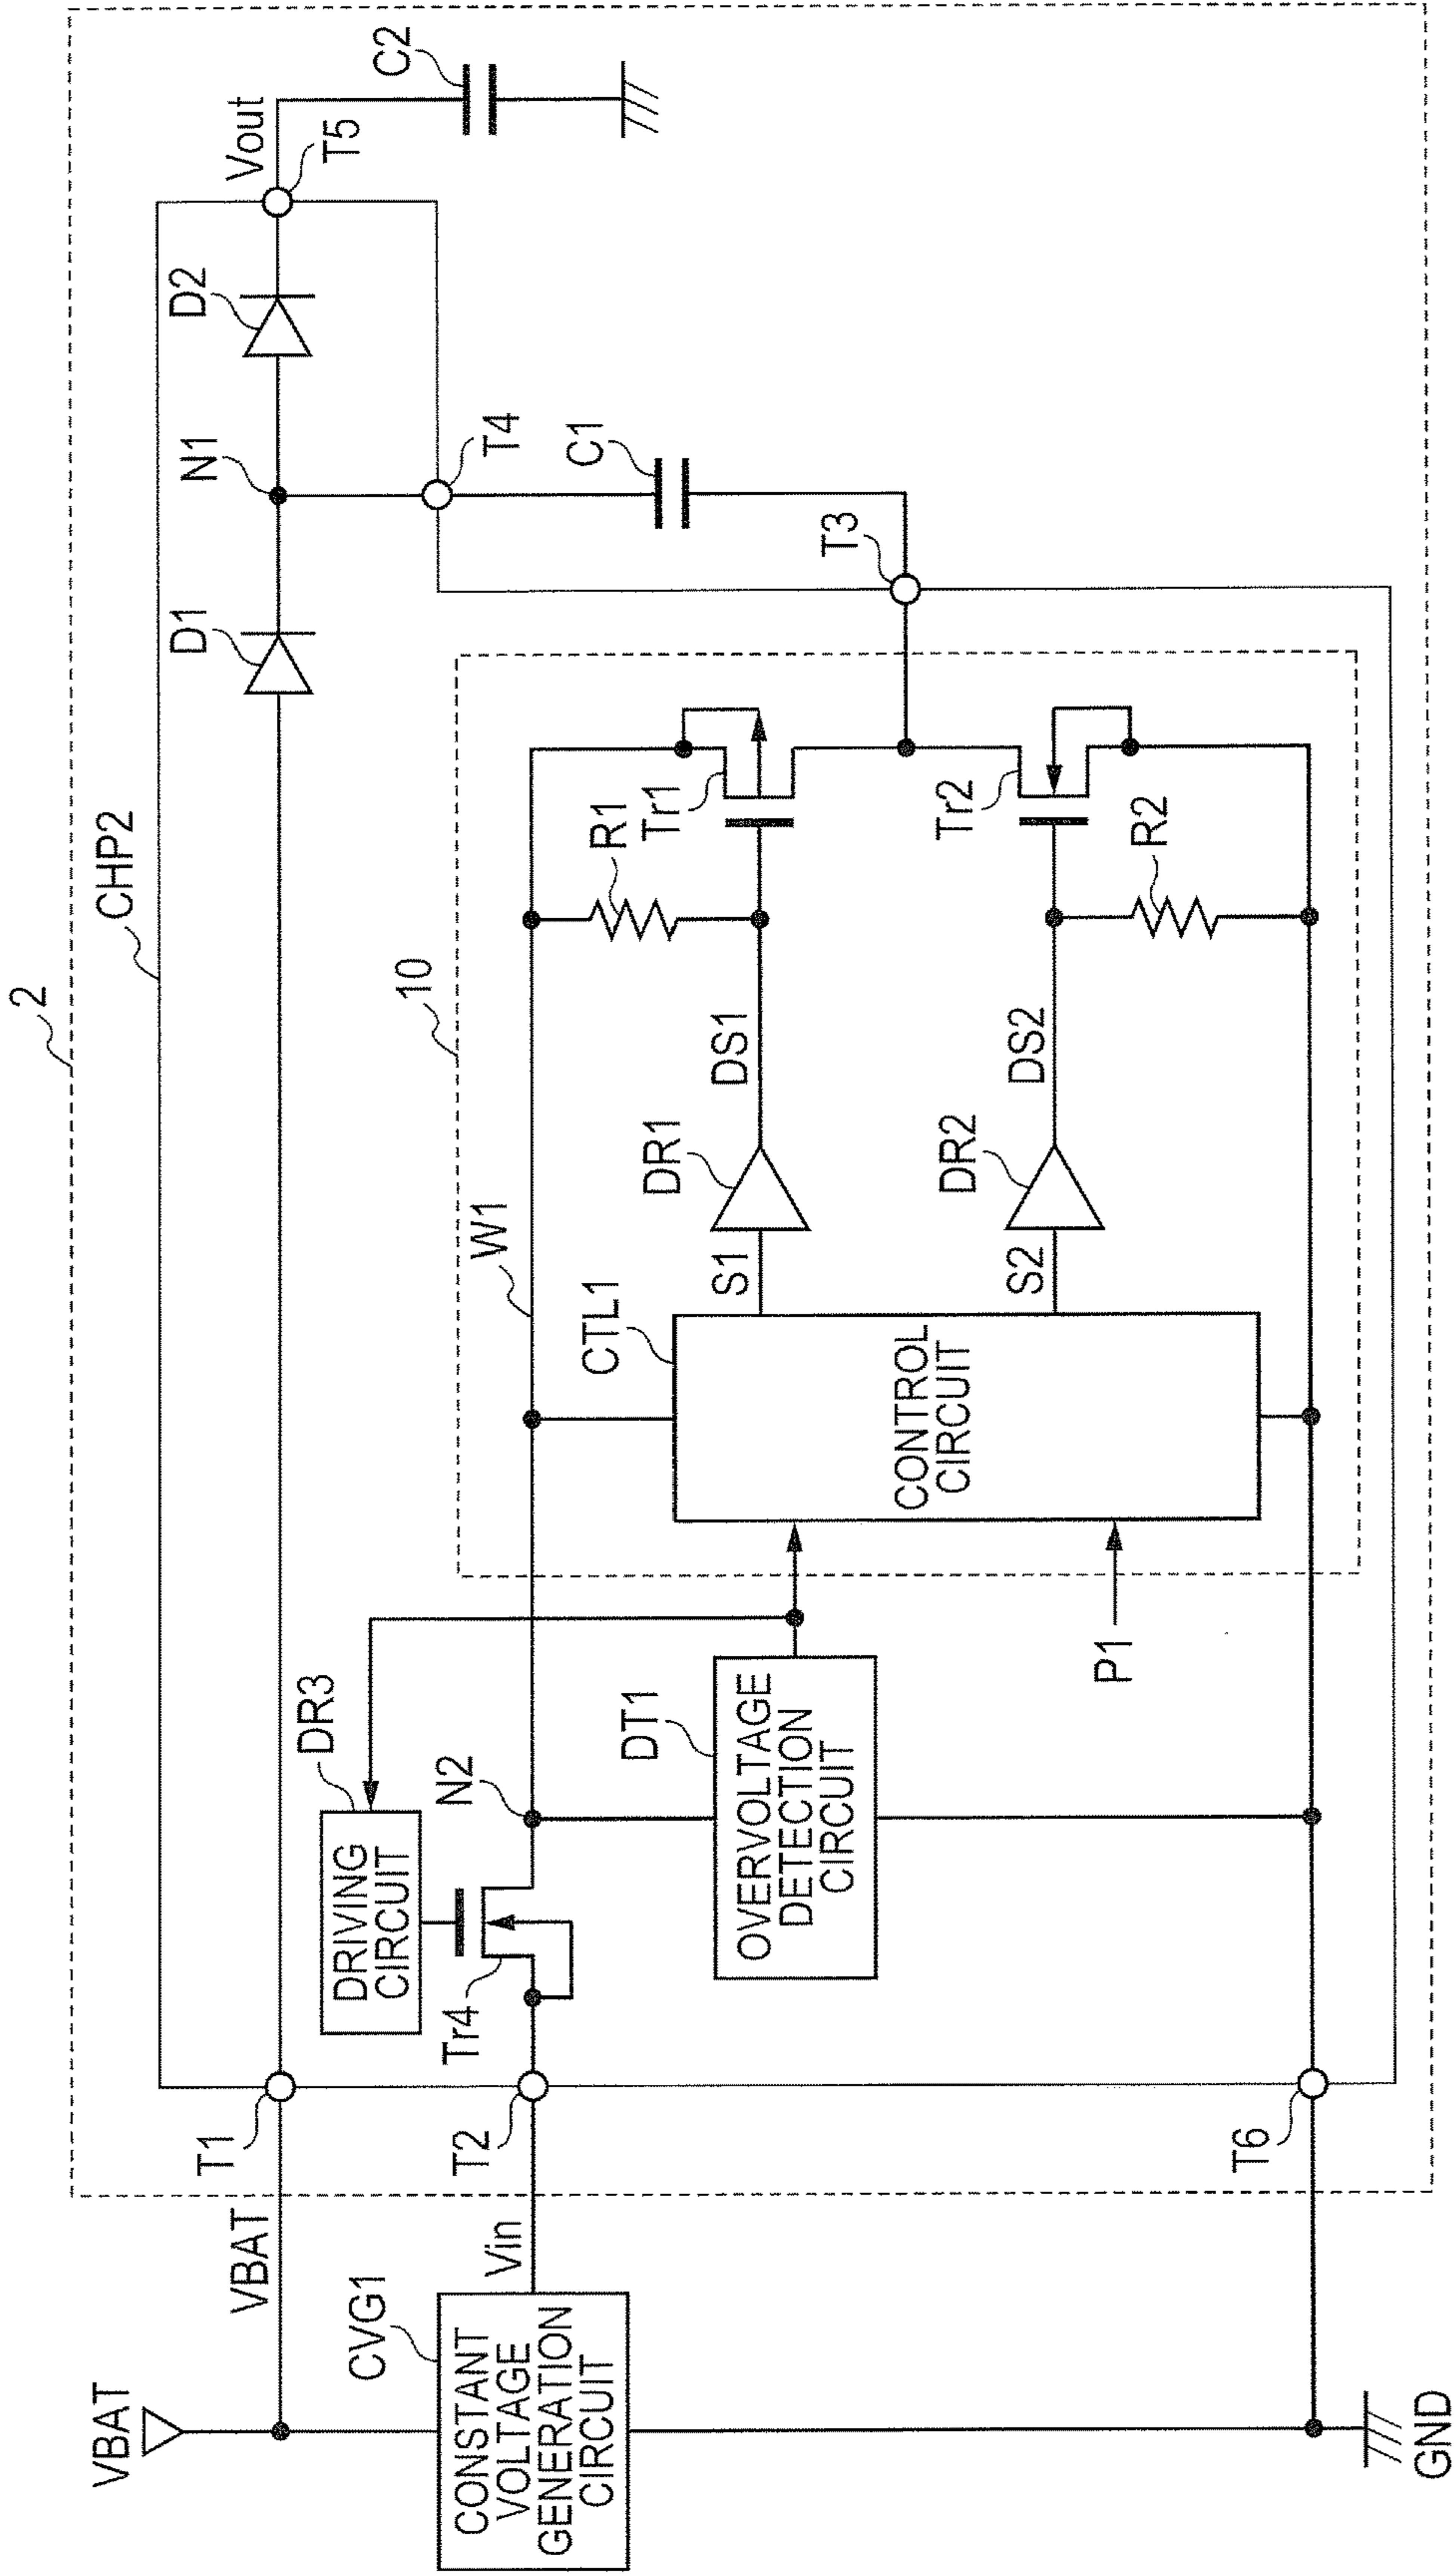 2
CHP2
VBAT
VBAT
T1
D1
N1
D2
Vout
T5
C2
T4
C1
T3
CVG1
CONSTANT
VOLTAGE
GENERATION
CIRCUIT
Vin
T2
Tr4
DR3
DRIVING
CIRCUIT
N2
W1
10
DT1
OVERVOLTAGE
DETECTION
CIRCUIT
CTL1
CONTROL
CIRCUIT
P1
S1
DR1
DS1
R1
Tr1
S2
DR2
DS2
Tr2
R2
T6
GND